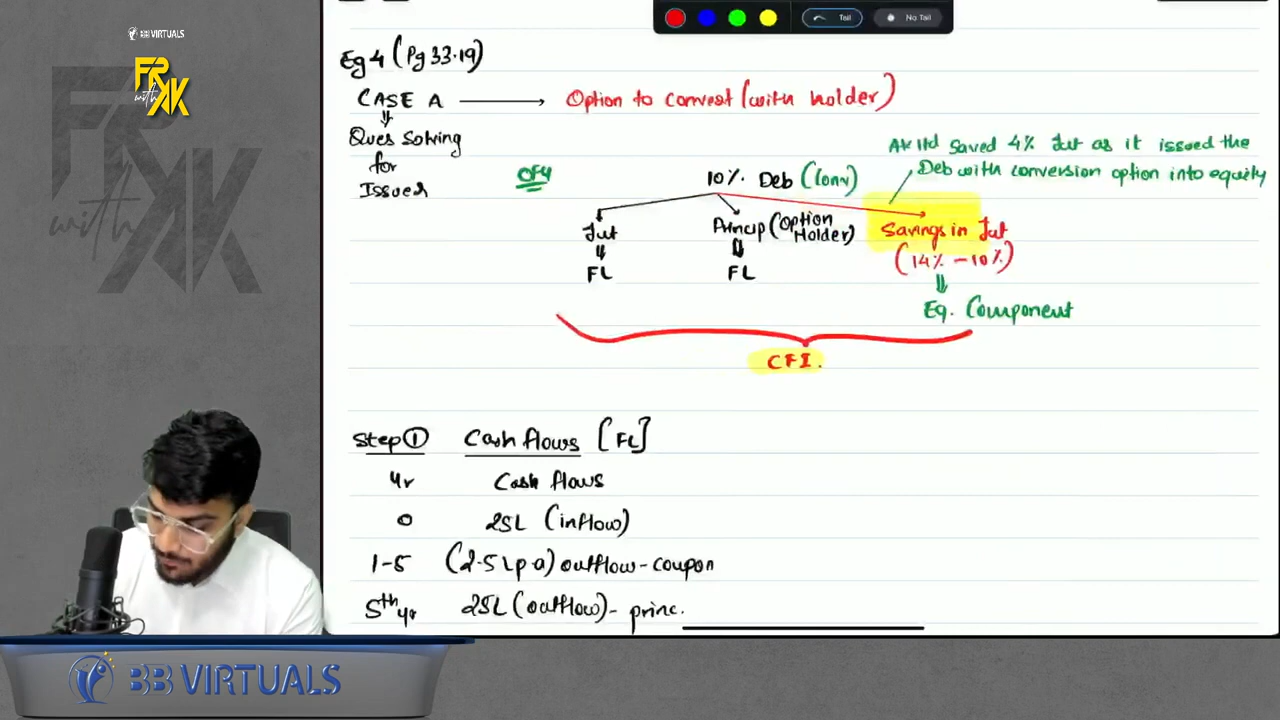 BB VIRTUALS
FR
with
AK
Tail
No Tail
Eg 4 (Pg 33.19)
CASE A → Option to convert (with holder)
Ques Solving
for
Issuer
AK ltd saved 4% Int as it issued the
Deb with conversion option into equity
10% Deb (Conv)
Int
Princip (Option Holder)
Savings in Int
(14% - 10%)
FL
FL
Eq. Component
CFI.
Step ① Cash flows [FL]
Yr Cash flows
0 25L (inflow)
1-5 (2.5L p.a) outflow - coupon
5th yr 25L (outflow) - princ.
BB VIRTUALS